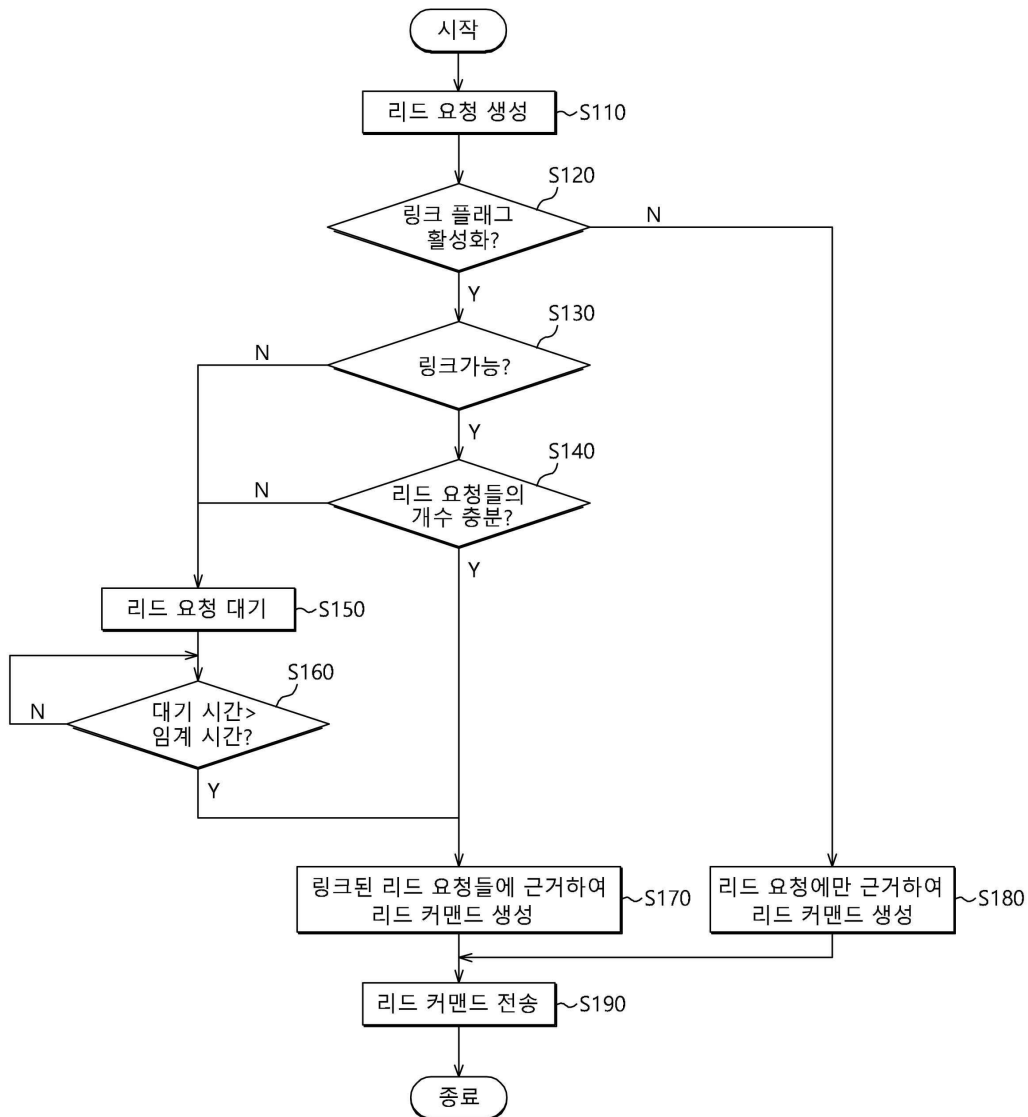 시작
리드 요청 생성
S110
S120
링크 플래그
활성화?
N
Y
S130
링크가능?
N
Y
S140
리드 요청들의
개수 충분?
N
Y
리드 요청 대기
S150
S160
대기 시간>
임계 시간?
N
Y
링크된 리드 요청들에 근거하여
리드 커맨드 생성
S170
리드 요청에만 근거하여
리드 커맨드 생성
S180
리드 커맨드 전송
S190
종료